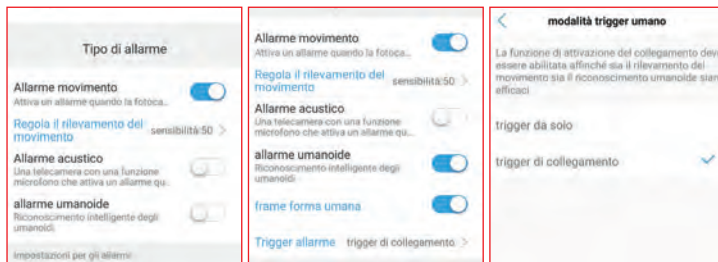 Tipo di allarme
Allarme movimento
Attiva un allarme quando la fotoca...
Regola il rilevamento del
movimento
sensibilità:50 >
Allarme acustico
Una telecamera con una funzione
microfono che attiva un allarme qu...
allarme umanoide
Riconoscimento intelligente degli
umanoidi
Impostazioni per gli allarmi
Allarme movimento
Attiva un allarme quando la fotoca...
Regola il rilevamento del
movimento
sensibilità:50 >
Allarme acustico
Una telecamera con una funzione
microfono che attiva un allarme qu...
allarme umanoide
Riconoscimento intelligente degli
umanoidi
frame forma umana
Trigger allarme trigger di collegamento >
modalità trigger umano
La funzione di attivazione del collegamento deve
essere abilitata affinché sia il rilevamento del
movimento sia il riconoscimento umanoide siano
efficaci
trigger da solo
trigger di collegamento